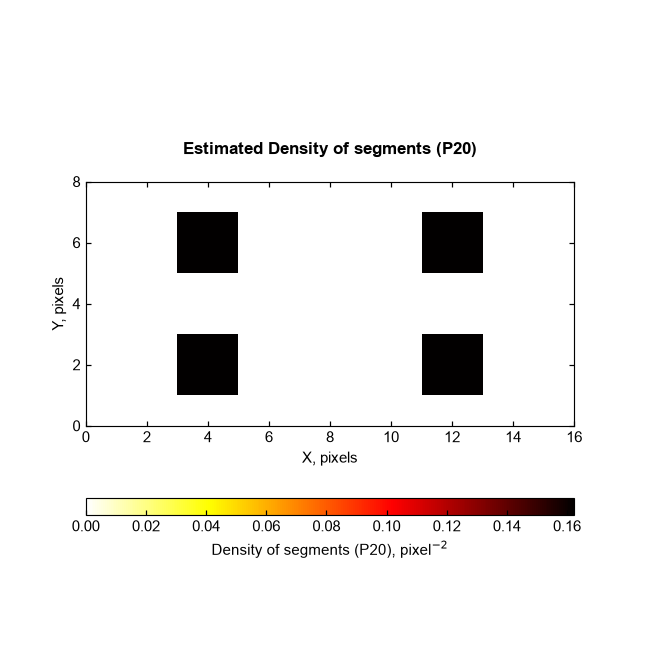 Estimated Density of segments (P20)
8
6
4
2
0
Y, pixels
0 2 4 6 8 10 12 14 16
X, pixels
0.00 0.02 0.04 0.06 0.08 0.10 0.12 0.14 0.16
Density of segments (P20), pixel⁻²